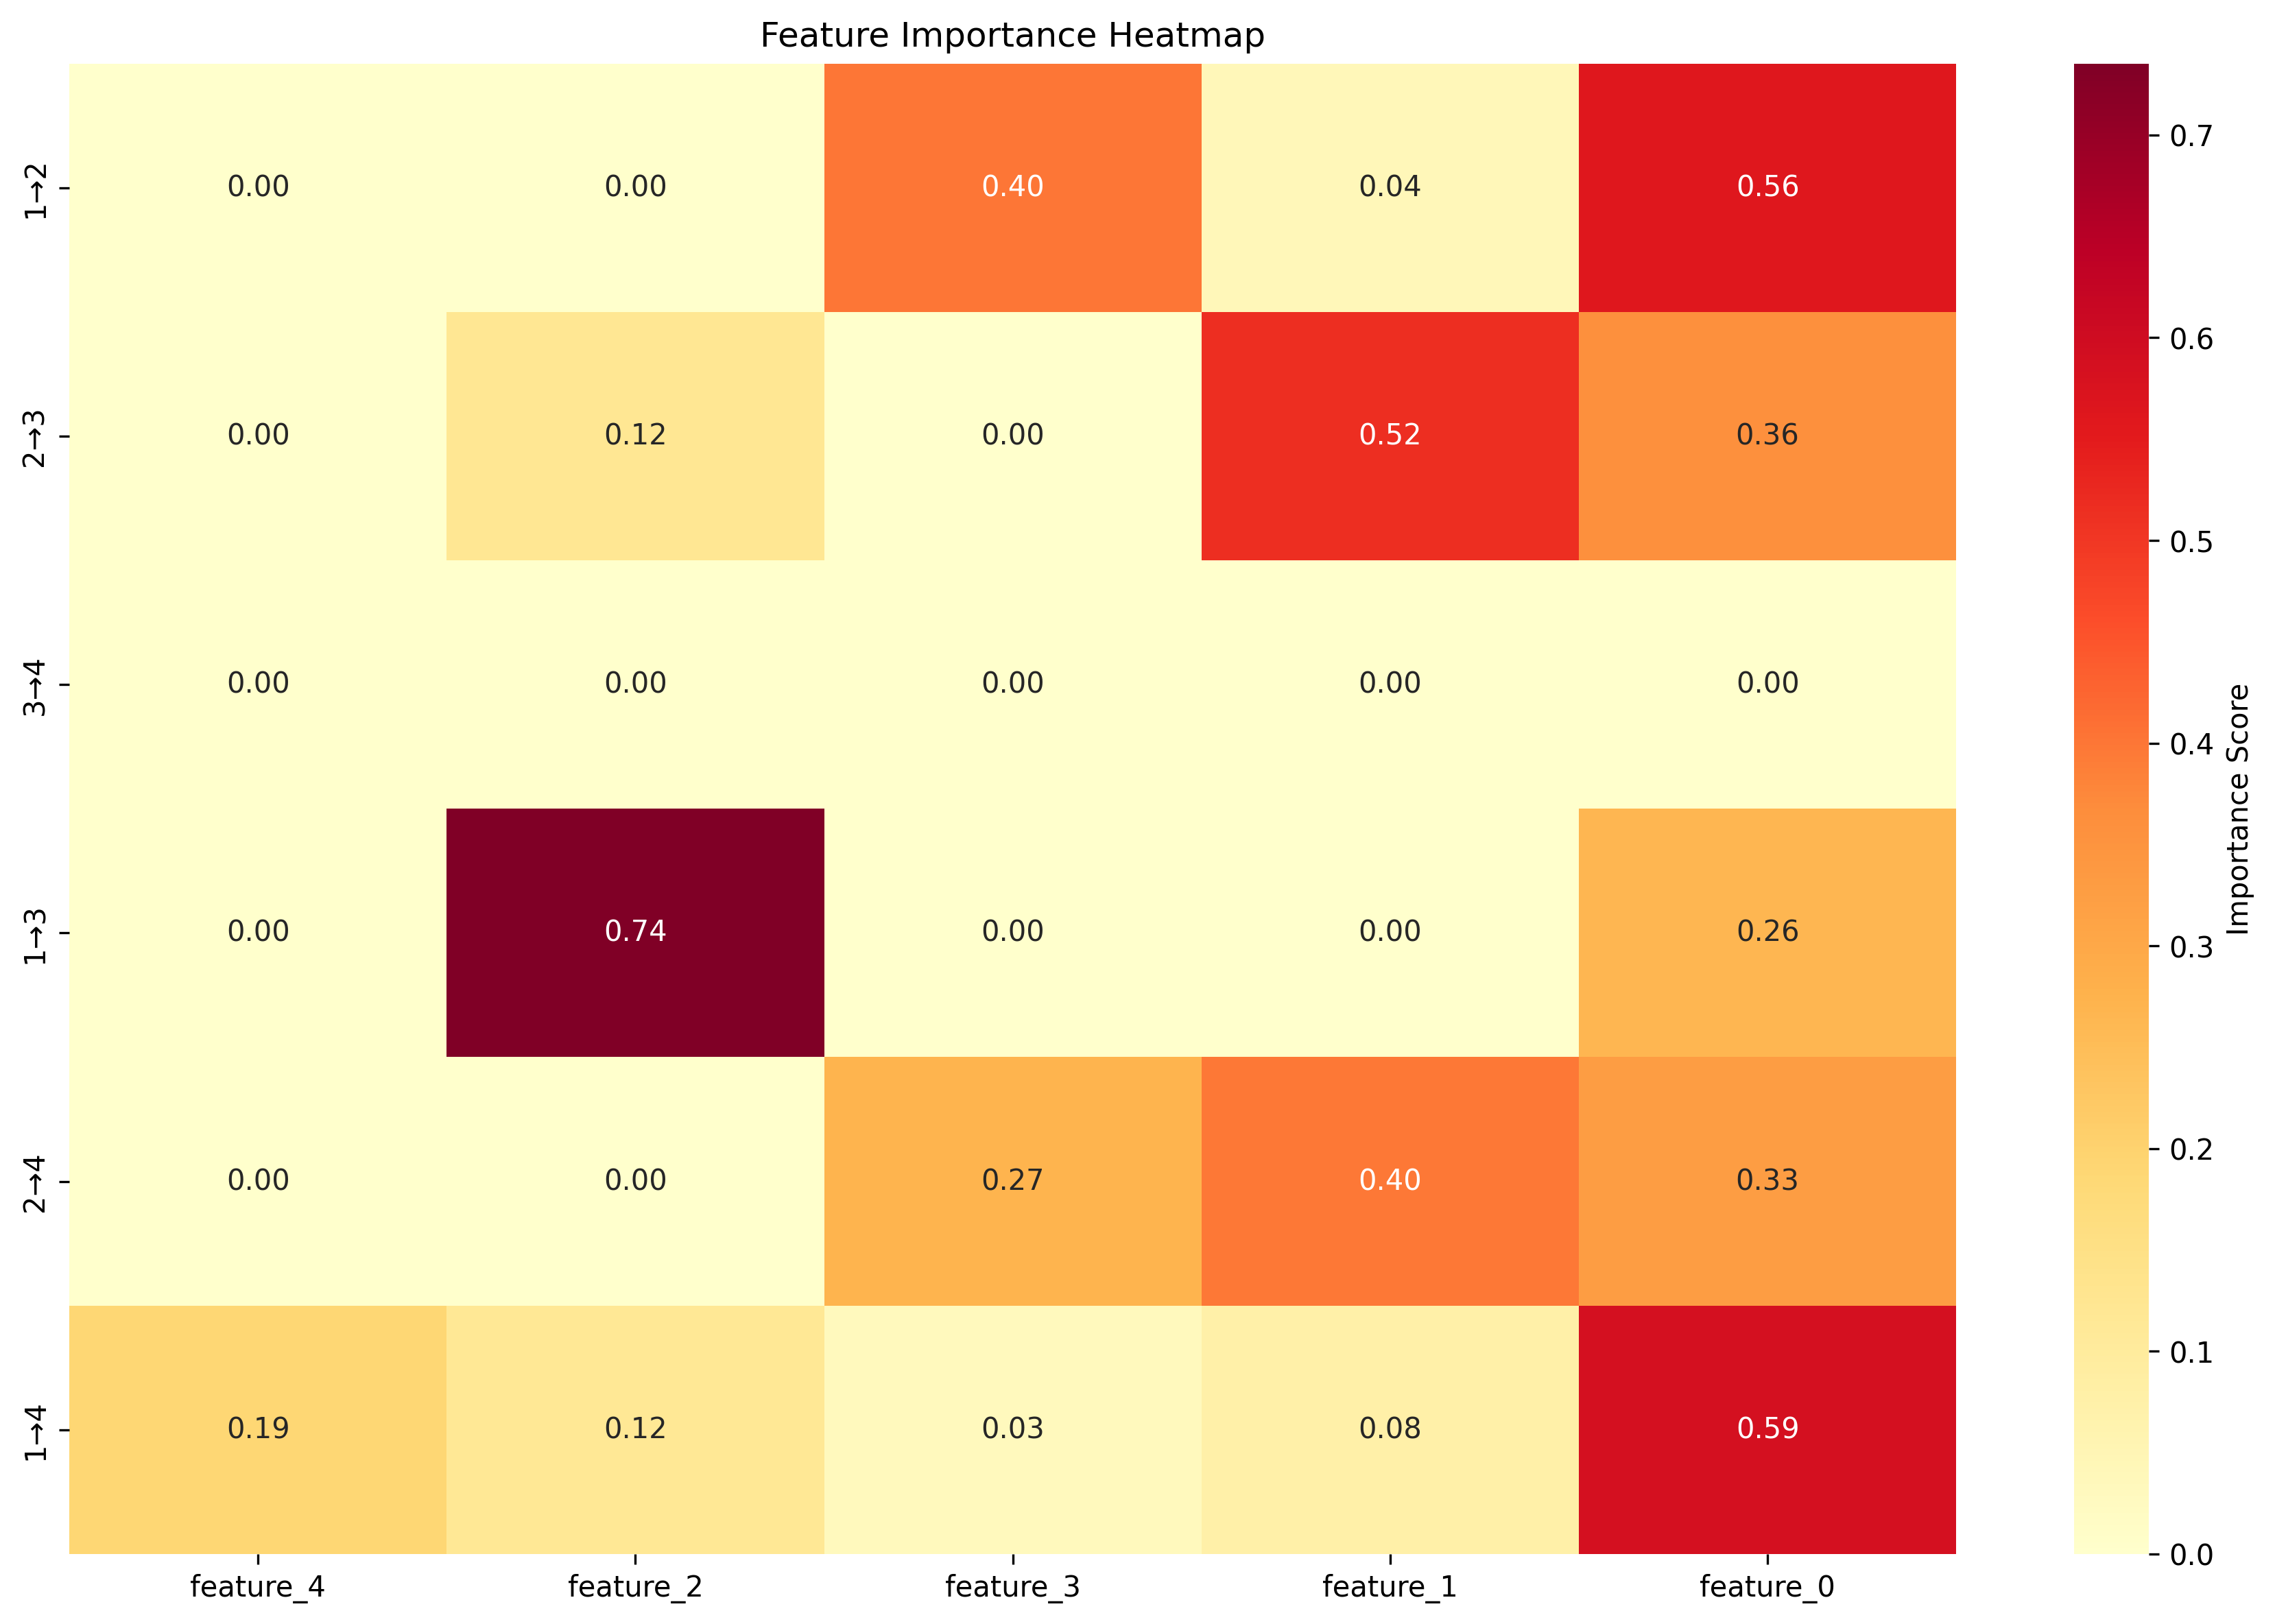 Feature Importance Heatmap
1→2
0.00 0.00 0.40 0.04 0.56
2→3
0.00 0.12 0.00 0.52 0.36
3→4
0.00 0.00 0.00 0.00 0.00
1→3
0.00 0.74 0.00 0.00 0.26
2→4
0.00 0.00 0.27 0.40 0.33
1→4
0.19 0.12 0.03 0.08 0.59
feature_4 feature_2 feature_3 feature_1 feature_0
0.7
0.6
0.5
0.4
0.3
0.2
0.1
0.0
Importance Score